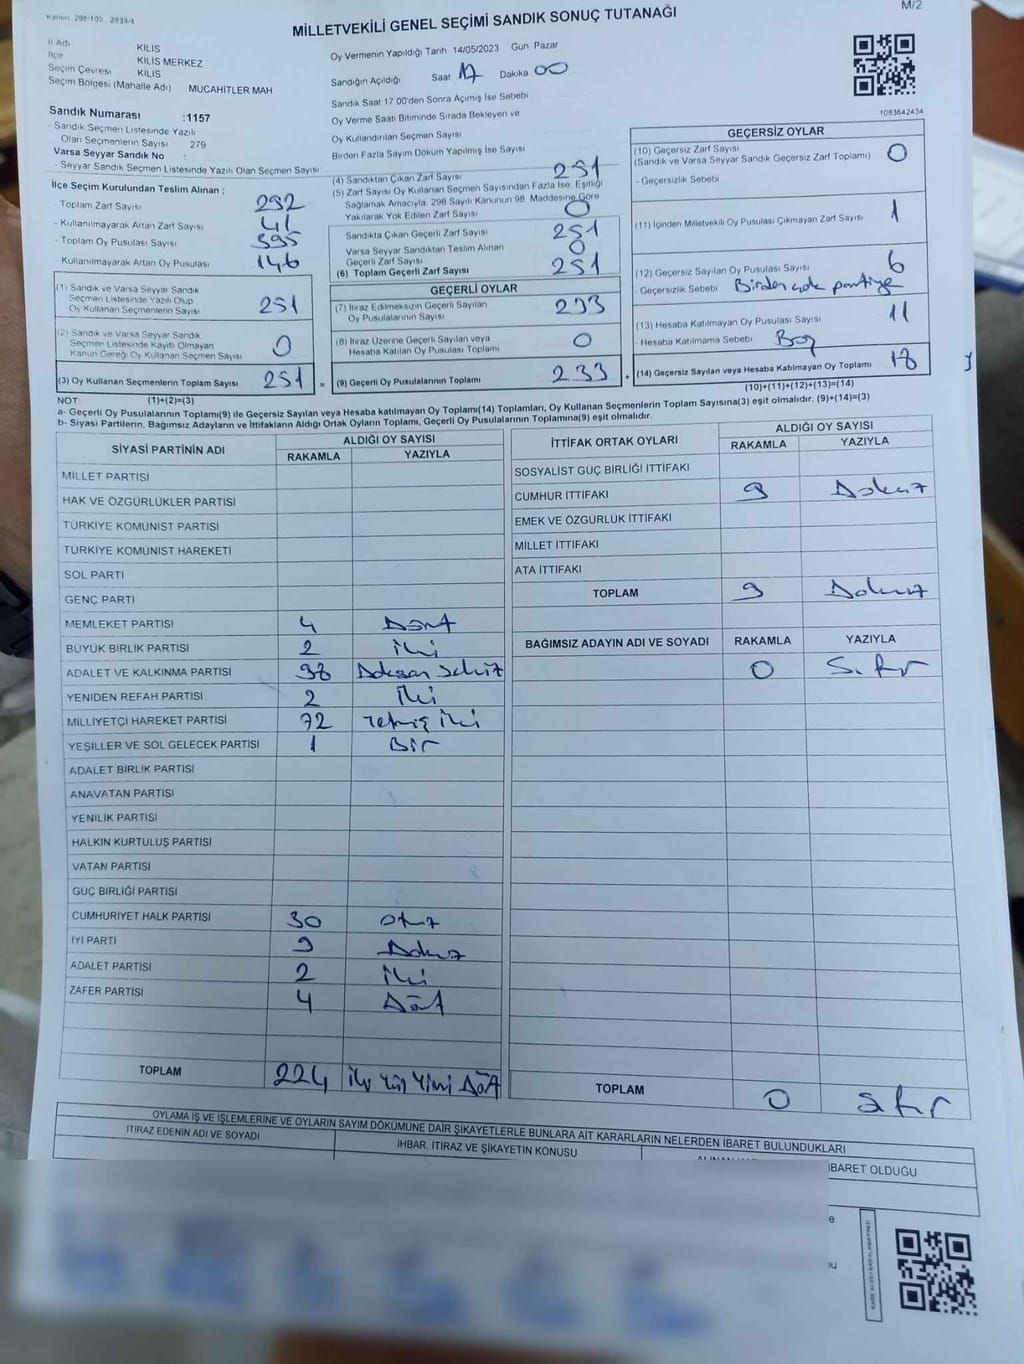 Kanun 298/105, 2839/4
M/2
MİLLETVEKİLİ GENEL SEÇİMİ SANDIK SONUÇ TUTANAĞI
İl Adı KİLİS
İlçe KİLİS MERKEZ
Seçim Çevresi KİLİS
Seçim Bölgesi (Mahalle Adı) MÜCAHİTLER MAH
Sandık Numarası :1157
- Sandık Seçmen Listesinde Yazılı
Olan Seçmenlerin Sayısı 279
Varsa Seyyar Sandık No :
- Seyyar Sandık Seçmen Listesinde Yazılı Olan Seçmen Sayısı
İlçe Seçim Kurulundan Teslim Alınan :
- Toplam Zarf Sayısı 292
- Kullanılmayarak Artan Zarf Sayısı 41
- Toplam Oy Pusulası Sayısı 395
- Kullanılmayarak Artan Oy Pusulası 146
(1) Sandık ve Varsa Seyyar Sandık
Seçmen Listesinde Yazılı Olup
Oy Kullanan Seçmenlerin Sayısı 251
(2) Sandık ve Varsa Seyyar Sandık
Seçmen Listesinde Kayıtlı Olmayan
Kanun Gereği Oy Kullanan Seçmen Sayısı 0
(3) Oy Kullanan Seçmenlerin Toplam Sayısı 251 =
Oy Vermenin Yapıldığı Tarih 14/05/2023 Gün Pazar
Sandığın Açıldığı Saat 17 Dakika 00
Sandık Saat 17.00'den Sonra Açılmış İse Sebebi
Oy Verme Saati Bitiminde Sırada Bekleyen ve
Oy Kullandırılan Seçmen Sayısı
Birden Fazla Sayım Döküm Yapılmış İse Sayısı
(4) Sandıktan Çıkan Zarf Sayısı 251
(5) Zarf Sayısı Oy Kullanan Seçmen Sayısından Fazla İse, Eşitliği
Sağlamak Amacıyla, 298 Sayılı Kanunun 98. Maddesine Göre
Yakılarak Yok Edilen Zarf Sayısı 0
Sandıkta Çıkan Geçerli Zarf Sayısı 251
Varsa Seyyar Sandıktan Teslim Alınan
Geçerli Zarf Sayısı 0
(6) Toplam Geçerli Zarf Sayısı 251
GEÇERLİ OYLAR
(7) İtiraz Edilmeksizin Geçerli Sayılan
Oy Pusulalarının Sayısı 233
(8) İtiraz Üzerine Geçerli Sayılan veya
Hesaba Katılan Oy Pusulası Toplamı 0
(9) Geçerli Oy Pusulalarının Toplamı 233 +
1083642434
GEÇERSİZ OYLAR
(10) Geçersiz Zarf Sayısı 0
(Sandık ve Varsa Seyyar Sandık Geçersiz Zarf Toplamı)
- Geçersizlik Sebebi
(11) İçinden Milletvekili Oy Pusulası Çıkmayan Zarf Sayısı 1
(12) Geçersiz Sayılan Oy Pusulası Sayısı 6
- Geçersizlik Sebebi Birden çok partiye
(13) Hesaba Katılmayan Oy Pusulası Sayısı 11
- Hesaba Katılmama Sebebi Boş
(14) Geçersiz Sayılan veya Hesaba Katılmayan Oy Toplamı 18
NOT: (1)+(2)=(3)
(10)+(11)+(12)+(13)=(14)
a- Geçerli Oy Pusulalarının Toplamı(9) ile Geçersiz Sayılan veya Hesaba katılmayan Oy Toplamı(14) Toplamları, Oy Kullanan Seçmenlerin Toplam Sayısına(3) eşit olmalıdır. (9)+(14)=(3)
b- Siyasi Partilerin, Bağımsız Adayların ve İttifakların Aldığı Ortak Oyların Toplamı, Geçerli Oy Pusulalarının Toplamına(9) eşit olmalıdır.
SİYASİ PARTİNİN ADI ALDIĞI OY SAYISI
RAKAMLA YAZIYLA
MİLLET PARTİSİ
HAK VE ÖZGÜRLÜKLER PARTİSİ
TÜRKİYE KOMÜNİST PARTİSİ
TÜRKİYE KOMÜNİST HAREKETİ
SOL PARTİ
GENÇ PARTİ
MEMLEKET PARTİSİ 4 Dört
BÜYÜK BİRLİK PARTİSİ 2 İki
ADALET VE KALKINMA PARTİSİ 98 Doksan Sekiz
YENİDEN REFAH PARTİSİ 2 İki
MİLLİYETÇİ HAREKET PARTİSİ 72 Yetmiş İki
YEŞİLLER VE SOL GELECEK PARTİSİ 1 Bir
ADALET BİRLİK PARTİSİ
ANAVATAN PARTİSİ
YENİLİK PARTİSİ
HALKIN KURTULUŞ PARTİSİ
VATAN PARTİSİ
GÜÇ BİRLİĞİ PARTİSİ
CUMHURİYET HALK PARTİSİ 30 Otuz
İYİ PARTİ 9 Dokuz
ADALET PARTİSİ 2 İki
ZAFER PARTİSİ 4 Dört
TOPLAM 224 İki Yüz Yirmi Dört
İTTİFAK ORTAK OYLARI ALDIĞI OY SAYISI
RAKAMLA YAZIYLA
SOSYALİST GÜÇ BİRLİĞİ İTTİFAKI
CUMHUR İTTİFAKI 9 Dokuz
EMEK VE ÖZGÜRLÜK İTTİFAKI
MİLLET İTTİFAKI
ATA İTTİFAKI
TOPLAM 9 Dokuz
BAĞIMSIZ ADAYIN ADI VE SOYADI RAKAMLA YAZIYLA
0 Sıfır
TOPLAM 0 Sıfır
OYLAMA İŞ VE İŞLEMLERİNE VE OYLARIN SAYIM DÖKÜMÜNE DAİR ŞİKAYETLERLE BUNLARA AİT KARARLARIN NELERDEN İBARET BULUNDUKLARI
İTİRAZ EDENİN ADI VE SOYADI
İHBAR, İTİRAZ VE ŞİKAYETİN KONUSU
İBARET OLDUĞU